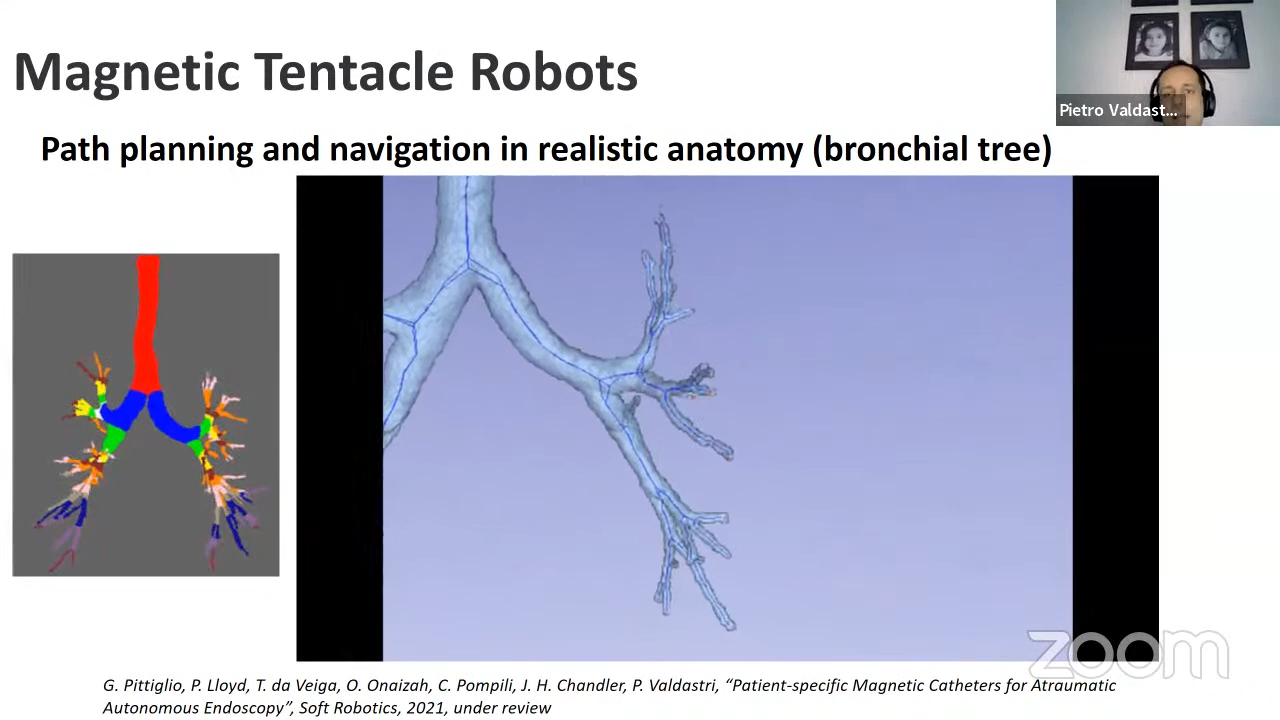 Magnetic Tentacle Robots
Pietro Valdast...
Path planning and navigation in realistic anatomy (bronchial tree)
zoom
G. Pittiglio, P. Lloyd, T. da Veiga, O. Onaizah, C. Pompili, J. H. Chandler, P. Valdastri, “Patient-specific Magnetic Catheters for Atraumatic
Autonomous Endoscopy”, Soft Robotics, 2021, under review